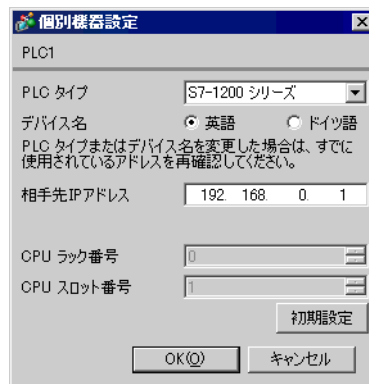 個別機器設定
PLC1
PLC タイプ S7-1200 シリーズ
デバイス名 英語 ドイツ語
PLC タイプまたはデバイス名を変更した場合は、すでに
使用されているアドレスを再確認してください。
相手先IPアドレス 192. 168. 0. 1
CPU ラック番号 0
CPU スロット番号 1
初期設定
OK(O) キャンセル